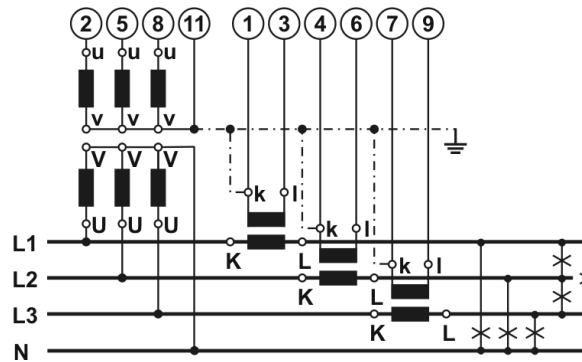 2 5 8 11 1 3 4 6 7 9
u u u
v v v
V V V
k l
U U U
k l
L1 K L
k l
L2 K L
L3 K L
N